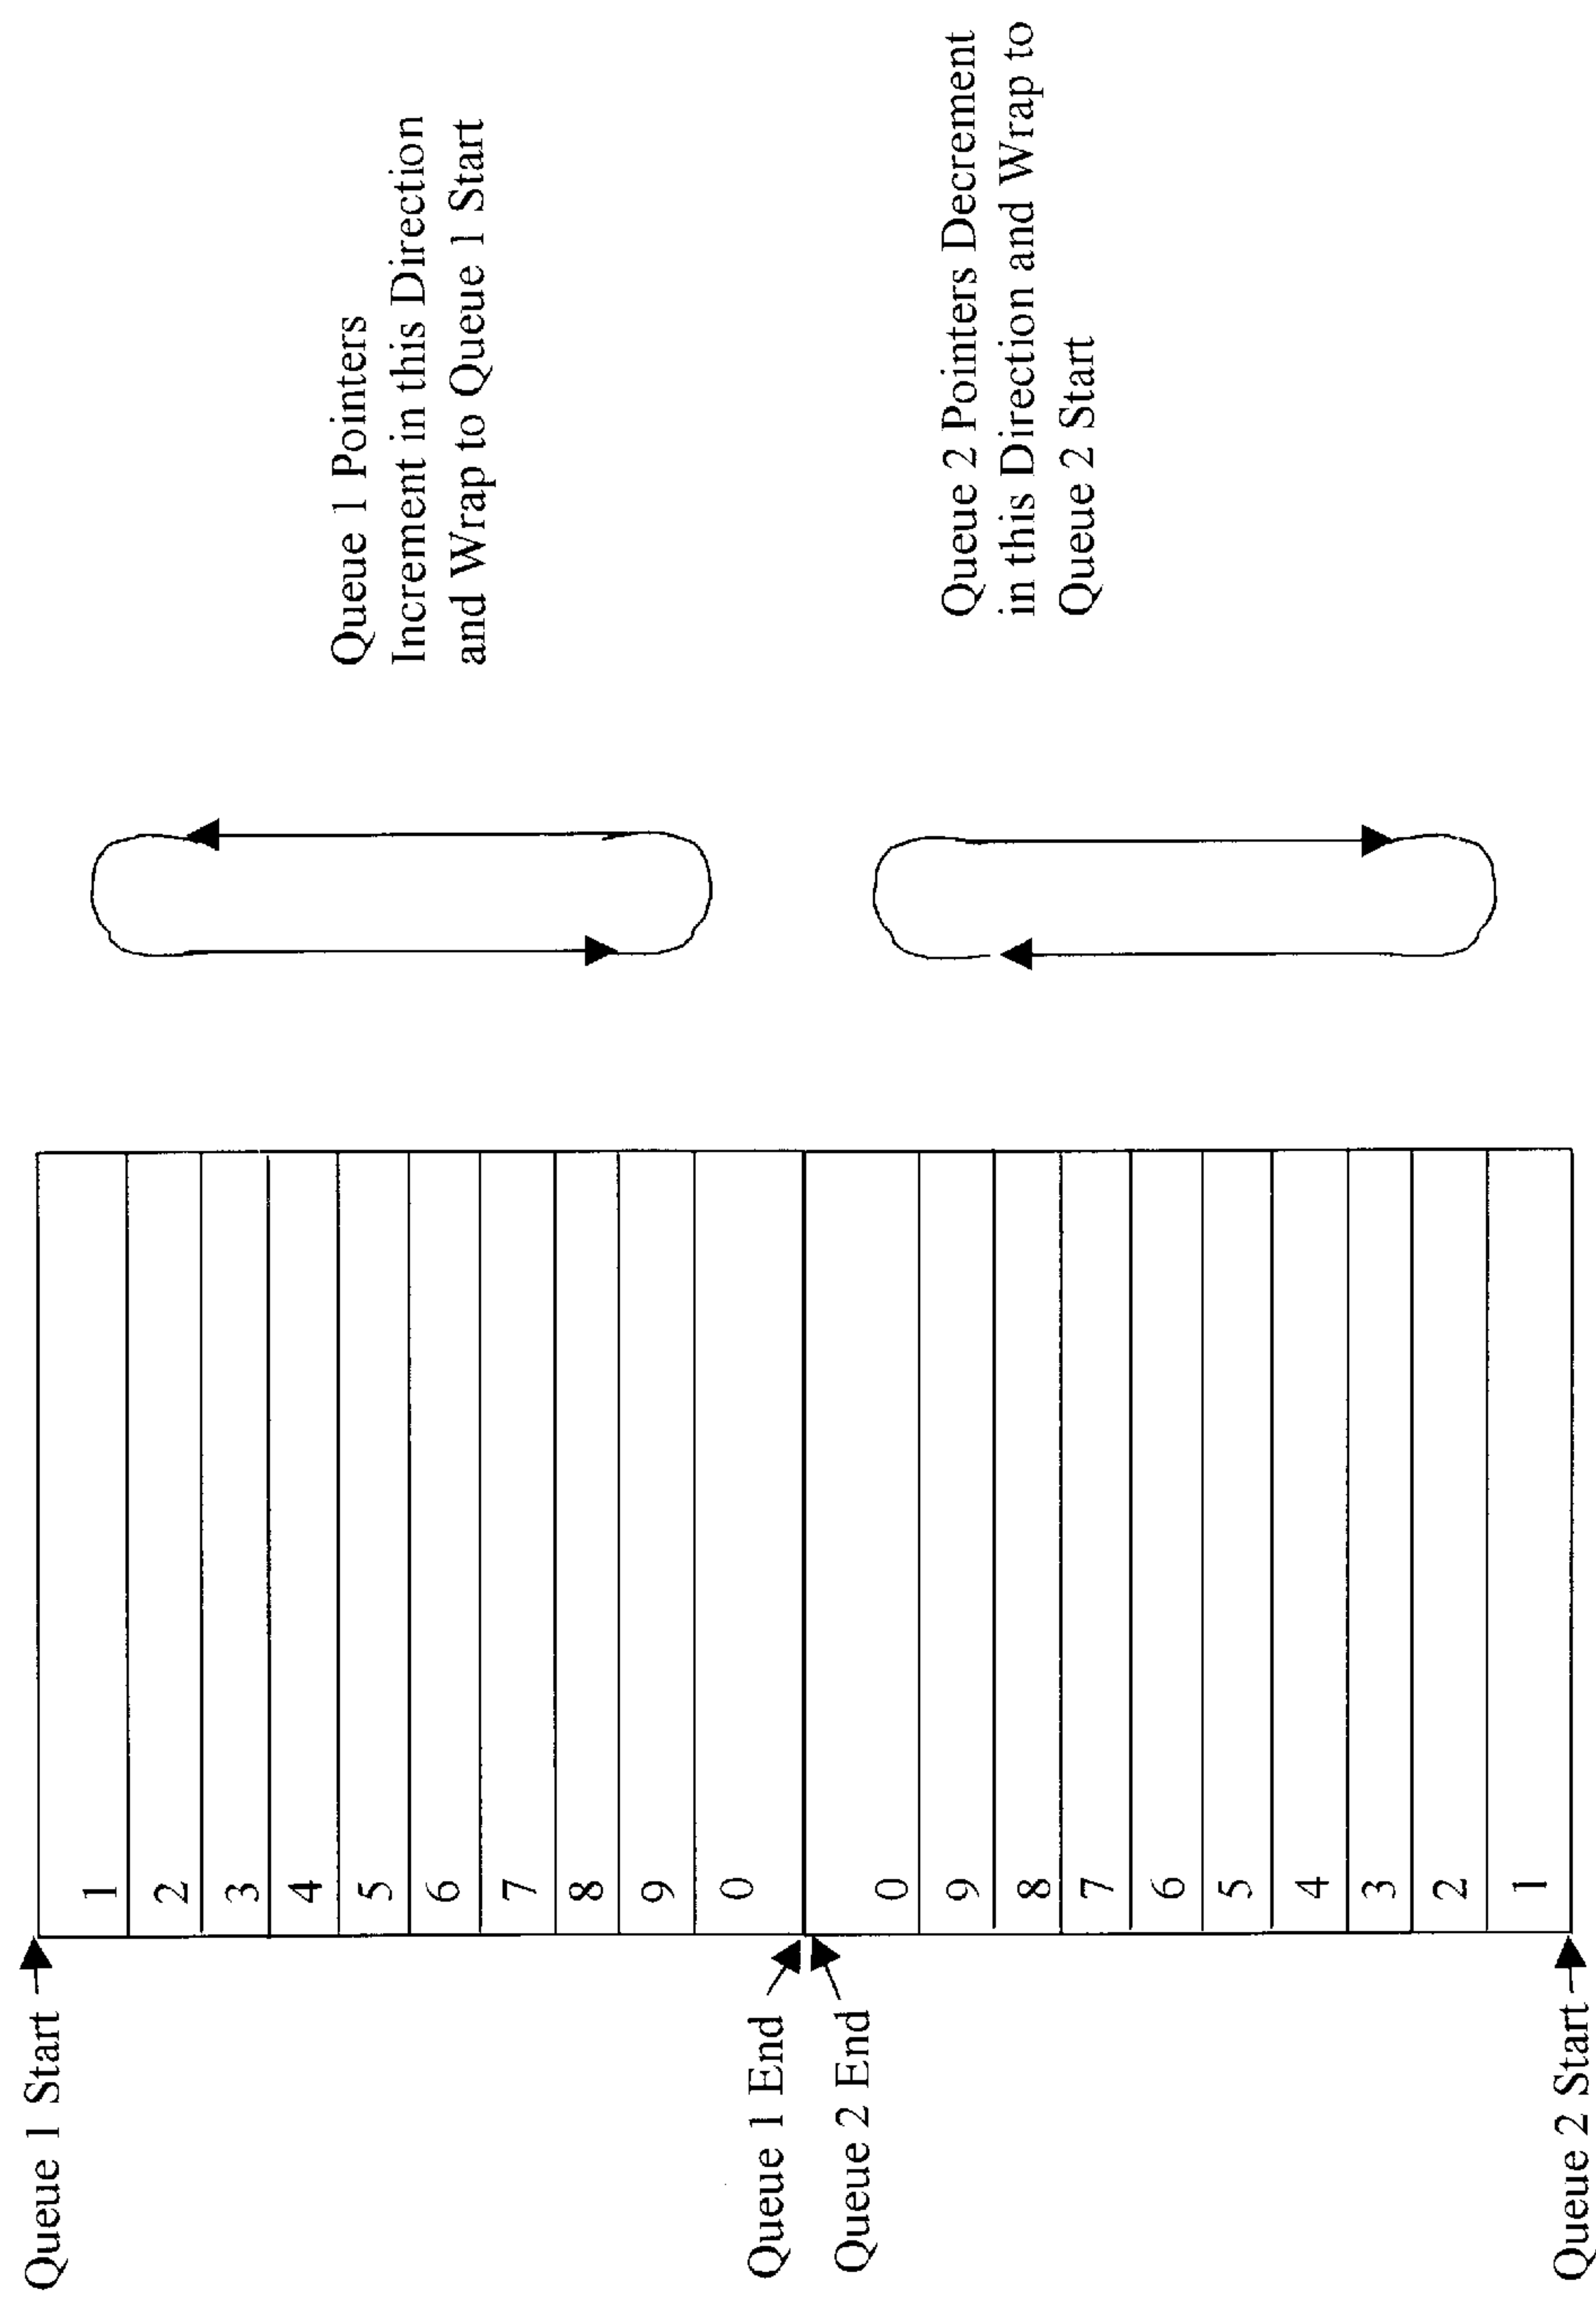 Queue 1 Start
1
2
3
4
5
6
7
8
9
0
Queue 1 End
Queue 2 End
0
9
8
7
6
5
4
3
2
1
Queue 2 Start
Queue 1 Pointers
Increment in this Direction
and Wrap to Queue 1 Start
Queue 2 Pointers Decrement
in this Direction and Wrap to
Queue 2 Start